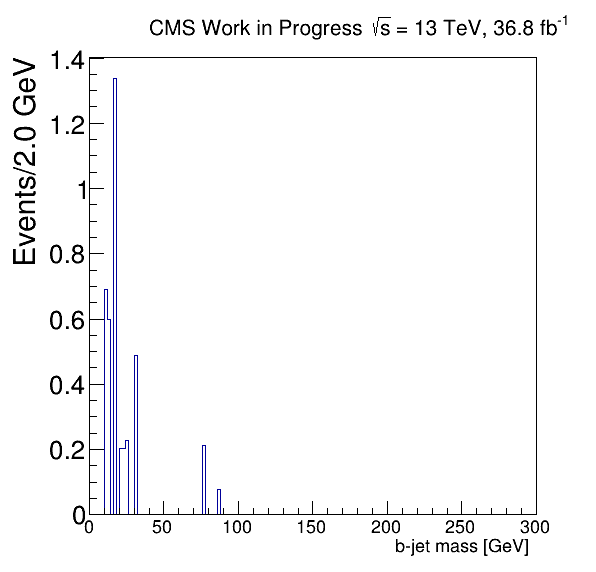 CMS Work in Progress √s = 13 TeV, 36.8 fb⁻¹
Events/2.0 GeV
1.4
1.2
1
0.8
0.6
0.4
0.2
0
0 50 100 150 200 250 300
b-jet mass [GeV]